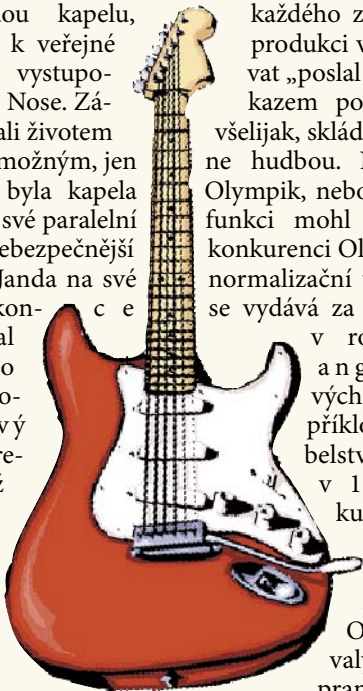 dou kapelu,
k veřejné
vystupo-
Nose. Zá-
ali životem
možným, jen
byla kapela
své paralelní
ebezpečnější
Janda na své
kon- c e
al
o
o-
v ý
re-
ž
každého z
produkci v
vat „poslal
kazem po
všelijak, sklád
ne hudbou.
Olympik, nebo
funkci mohl
konkurenci Ol
normalizační
se vydává za
v ro
a n g
vých
příklo
belstv
v 1
ku
O
val
pran